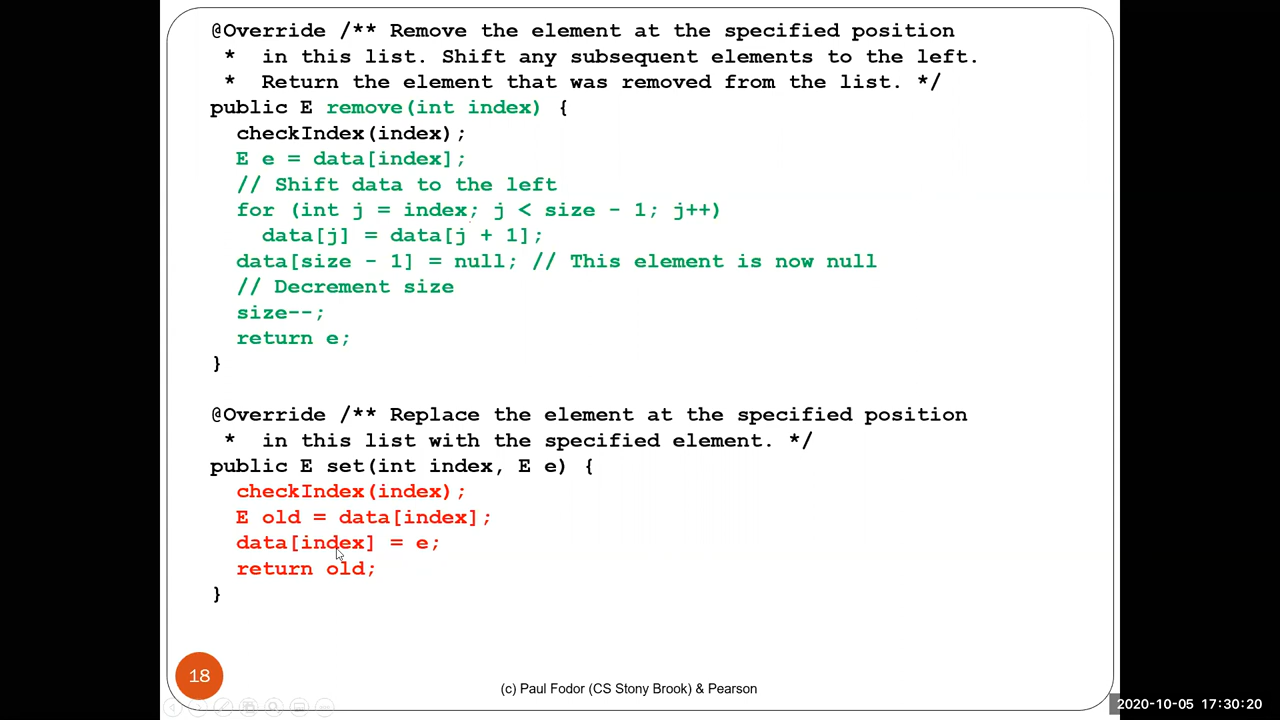 @Override /** Remove the element at the specified position
 *  in this list. Shift any subsequent elements to the left.
 *  Return the element that was removed from the list. */
public E remove(int index) {
  checkIndex(index);
  E e = data[index];
  // Shift data to the left
  for (int j = index; j < size - 1; j++)
    data[j] = data[j + 1];
  data[size - 1] = null; // This element is now null
  // Decrement size
  size--;
  return e;
}
@Override /** Replace the element at the specified position
 *  in this list with the specified element. */
public E set(int index, E e) {
  checkIndex(index);
  E old = data[index];
  data[index] = e;
  return old;
}
18
(c) Paul Fodor (CS Stony Brook) & Pearson
2020-10-05 17:30:20